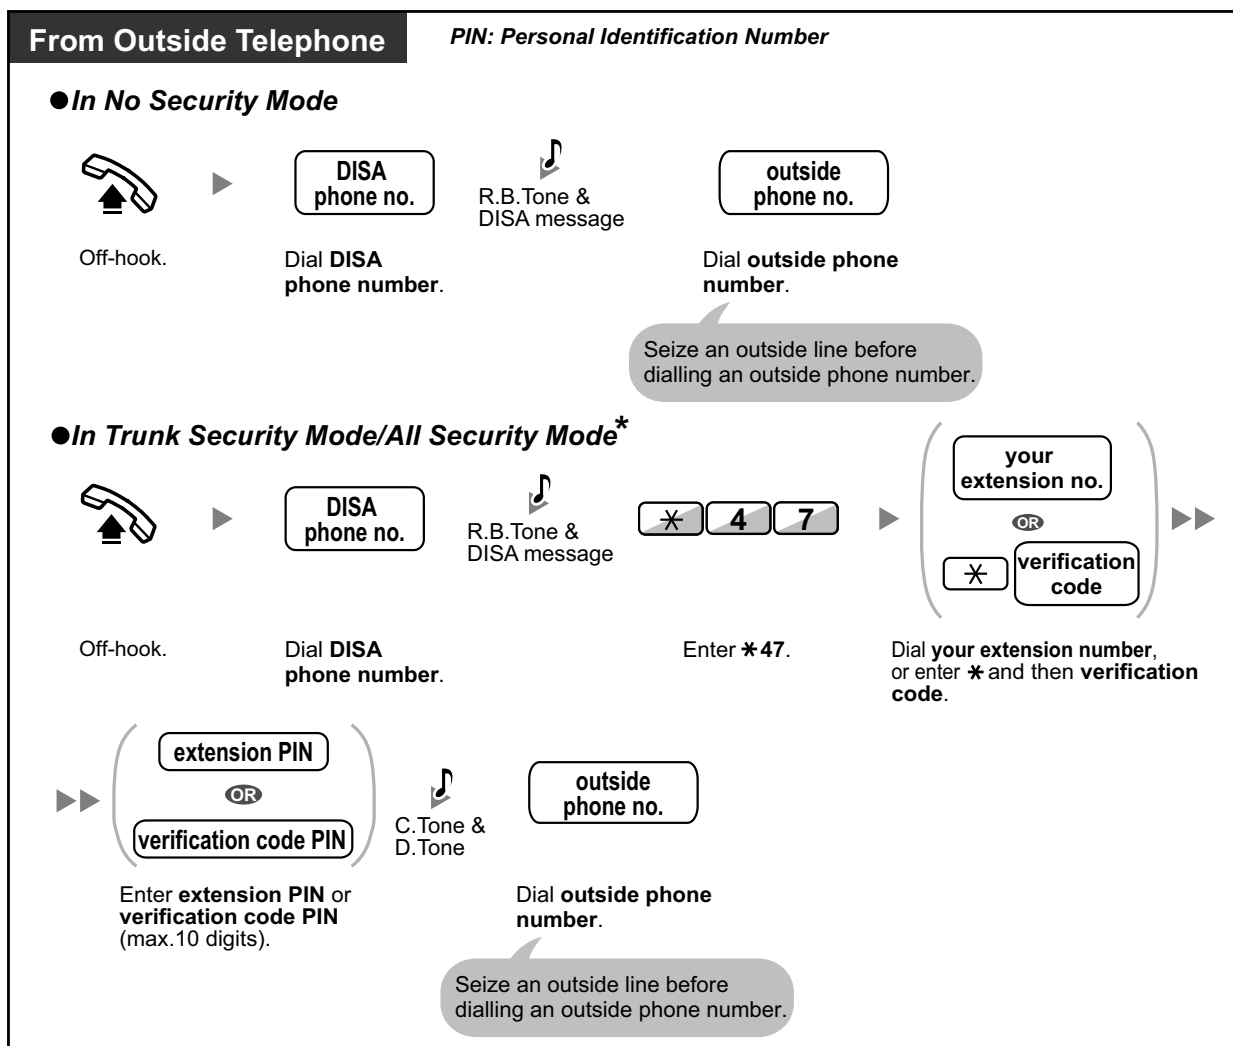 From Outside Telephone
PIN: Personal Identification Number
●In No Security Mode
DISA
phone no.
R.B.Tone &
DISA message
outside
phone no.
Off-hook.
Dial DISA
phone number.
Dial outside phone
number.
Seize an outside line before
dialling an outside phone number.
●In Trunk Security Mode/All Security Mode*
DISA
phone no.
R.B.Tone &
DISA message
* 4 7
your
extension no.
OR
* verification
code
Off-hook.
Dial DISA
phone number.
Enter *47.
Dial your extension number,
or enter * and then verification
code.
extension PIN
OR
verification code PIN
C.Tone &
D.Tone
outside
phone no.
Enter extension PIN or
verification code PIN
(max.10 digits).
Dial outside phone
number.
Seize an outside line before
dialling an outside phone number.